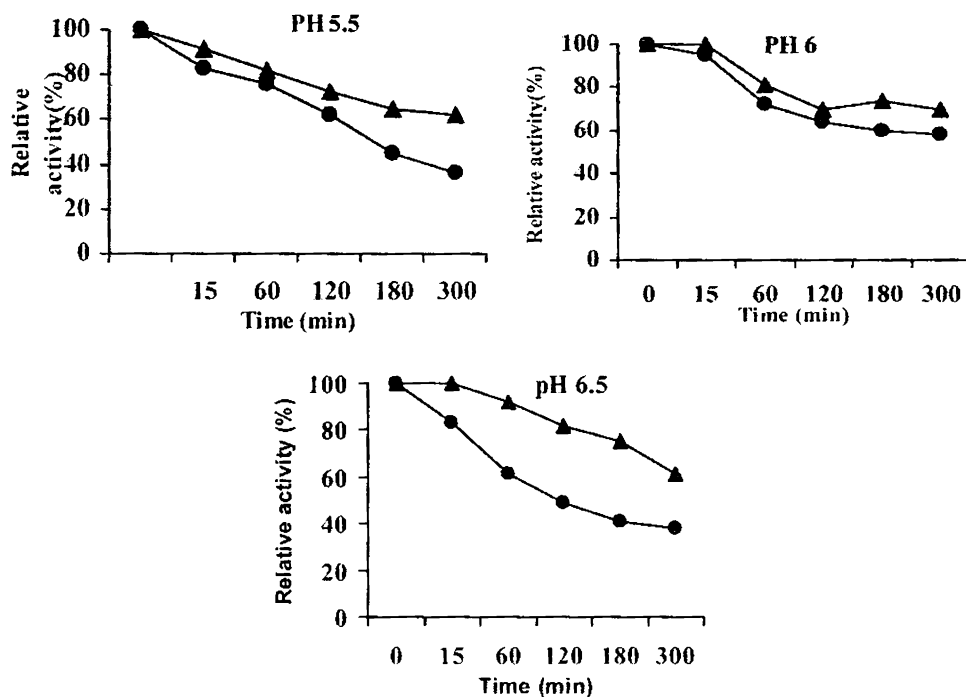 PH 5.5
Relative
activity(%)
100
80
60
40
20
0
15 60 120 180 300
Time (min)
PH 6
Relative activity(%)
100
80
60
40
20
0
0 15 60 120 180 300
Time (min)
pH 6.5
Relative activity (%)
100
80
60
40
20
0
0 15 60 120 180 300
Time (min)